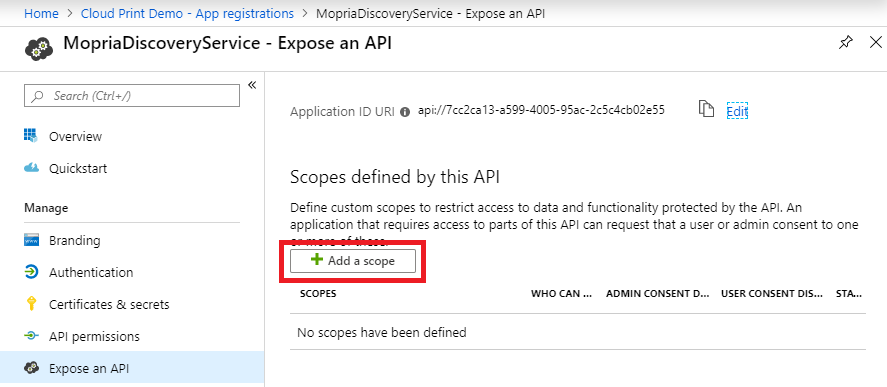 Home > Cloud Print Demo - App registrations > MopriaDiscoveryService - Expose an API
MopriaDiscoveryService - Expose an API
Search (Ctrl+/)
Overview
Quickstart
Manage
Branding
Authentication
Certificates & secrets
API permissions
Expose an API
Application ID URI api://7cc2ca13-a599-4005-95ac-2c5c4cb02e55 Edit
Scopes defined by this API
Define custom scopes to restrict access to data and functionality protected by the API. An
application that requires access to parts of this API can request that a user or admin consent to one
or more of these.
Add a scope
SCOPES WHO CAN ... ADMIN CONSENT D... USER CONSENT DIS... STA...
No scopes have been defined